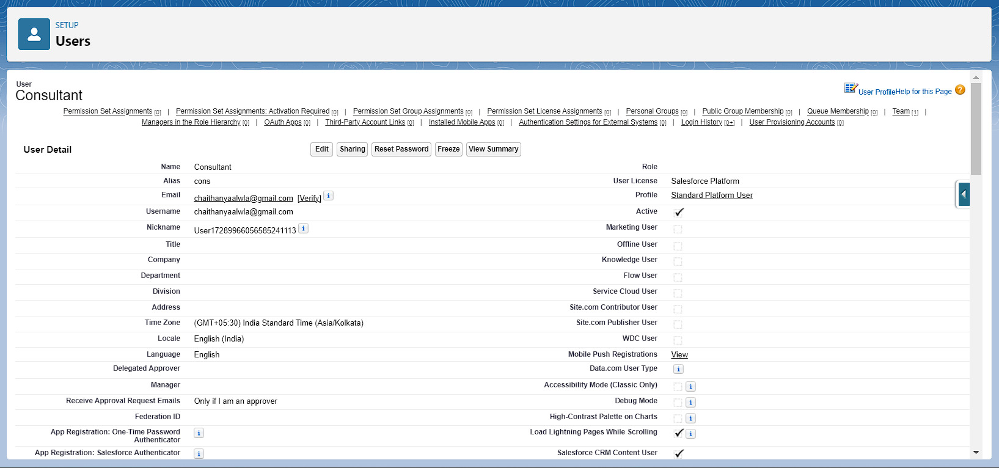 SETUP
Users
User
Consultant
User Profile Help for this Page ?
Permission Set Assignments [0] | Permission Set Assignments: Activation Required [0] | Permission Set Group Assignments [0] | Permission Set License Assignments [0] | Personal Groups [0] | Public Group Membership [0] | Queue Membership [0] | Team [1] |
Managers in the Role Hierarchy [0] | OAuth Apps [0] | Third-Party Account Links [0] | Installed Mobile Apps [0] | Authentication Settings for External Systems [0] | Login History [0+] | User Provisioning Accounts [0]
User Detail Edit Sharing Reset Password Freeze View Summary
Name Consultant Role
Alias cons User License Salesforce Platform
Email chaithanyaalwla@gmail.com [Verify] i Profile Standard Platform User
Username chaithanyaalwla@gmail.com Active
Nickname User17289966056585241113 i Marketing User
Title Offline User
Company Knowledge User
Department Flow User
Division Service Cloud User
Address Site.com Contributor User
Time Zone (GMT+05:30) India Standard Time (Asia/Kolkata) Site.com Publisher User
Locale English (India) WDC User
Language English Mobile Push Registrations View
Delegated Approver Data.com User Type i
Manager Accessibility Mode (Classic Only) i
Receive Approval Request Emails Only if I am an approver Debug Mode i
Federation ID High-Contrast Palette on Charts i
App Registration: One-Time Password i Load Lightning Pages While Scrolling i
Authenticator
App Registration: Salesforce Authenticator i Salesforce CRM Content User